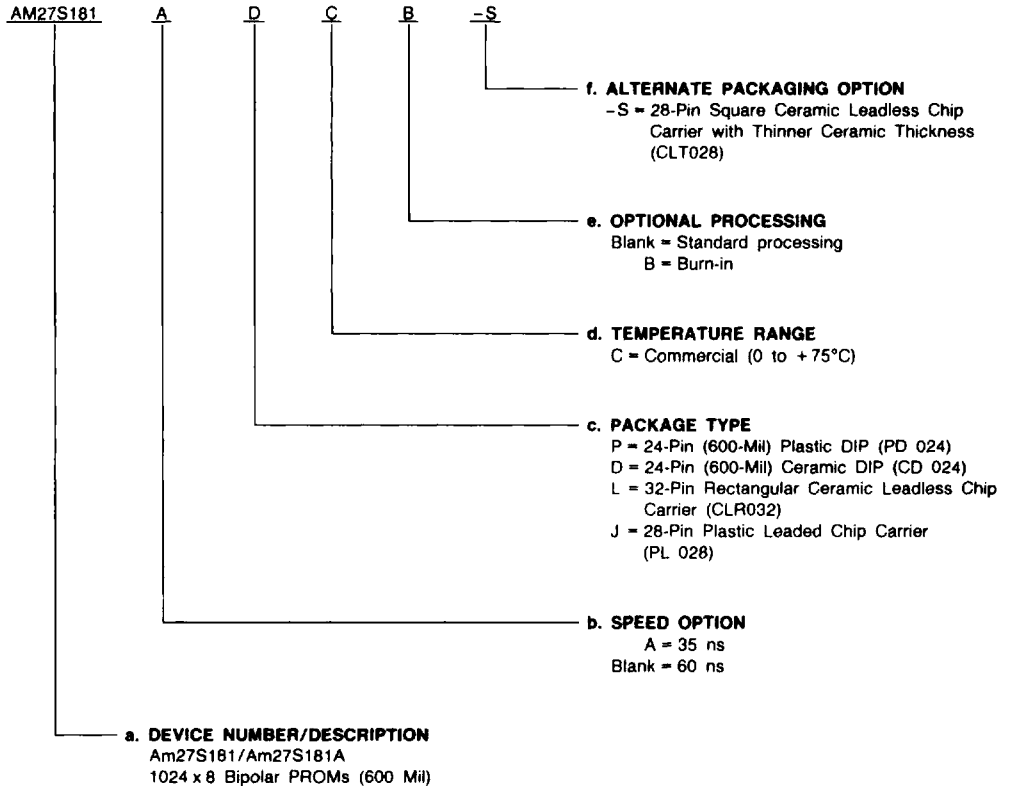 AM27S181 A D C B -S
f. ALTERNATE PACKAGING OPTION
-S = 28-Pin Square Ceramic Leadless Chip
Carrier with Thinner Ceramic Thickness
(CLT028)
e. OPTIONAL PROCESSING
Blank = Standard processing
B = Burn-in
d. TEMPERATURE RANGE
C = Commercial (0 to +75°C)
c. PACKAGE TYPE
P = 24-Pin (600-Mil) Plastic DIP (PD 024)
D = 24-Pin (600-Mil) Ceramic DIP (CD 024)
L = 32-Pin Rectangular Ceramic Leadless Chip
Carrier (CLR032)
J = 28-Pin Plastic Leaded Chip Carrier
(PL 028)
b. SPEED OPTION
A = 35 ns
Blank = 60 ns
a. DEVICE NUMBER/DESCRIPTION
Am27S181/Am27S181A
1024 x 8 Bipolar PROMs (600 Mil)